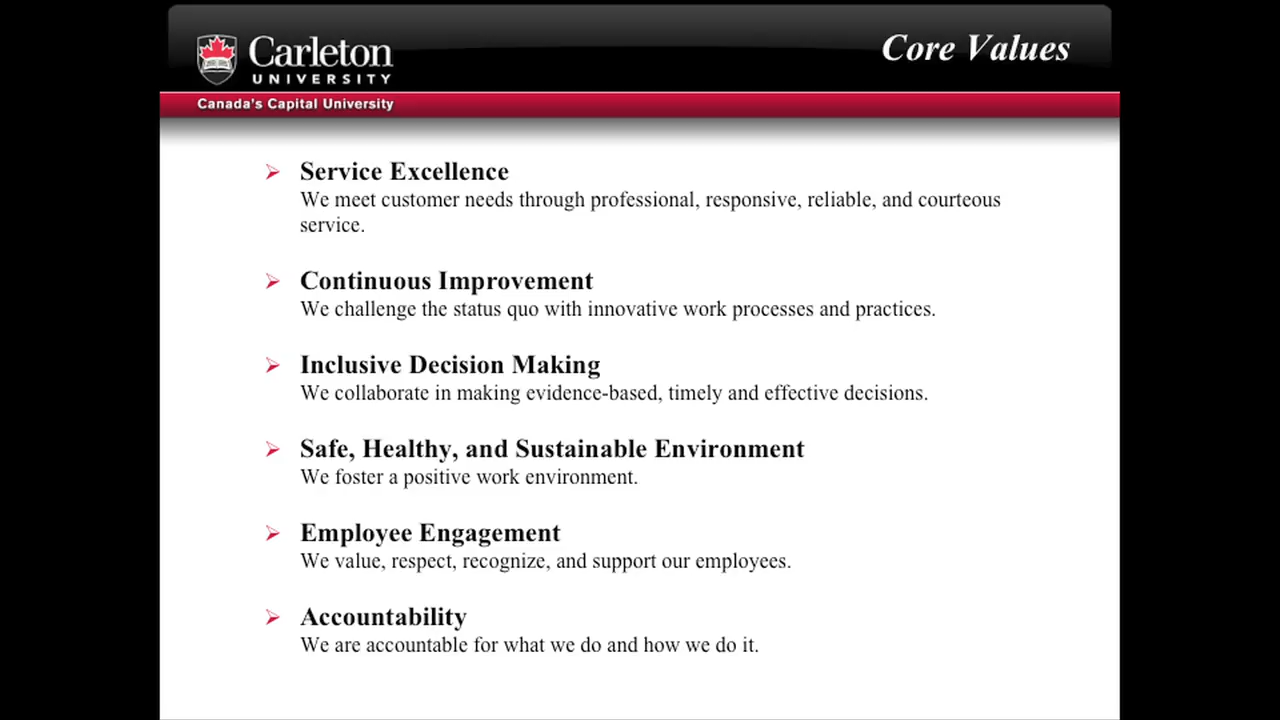 Carleton
UNIVERSITY
Core Values
Canada's Capital University
Service Excellence
We meet customer needs through professional, responsive, reliable, and courteous
service.
Continuous Improvement
We challenge the status quo with innovative work processes and practices.
Inclusive Decision Making
We collaborate in making evidence-based, timely and effective decisions.
Safe, Healthy, and Sustainable Environment
We foster a positive work environment.
Employee Engagement
We value, respect, recognize, and support our employees.
Accountability
We are accountable for what we do and how we do it.